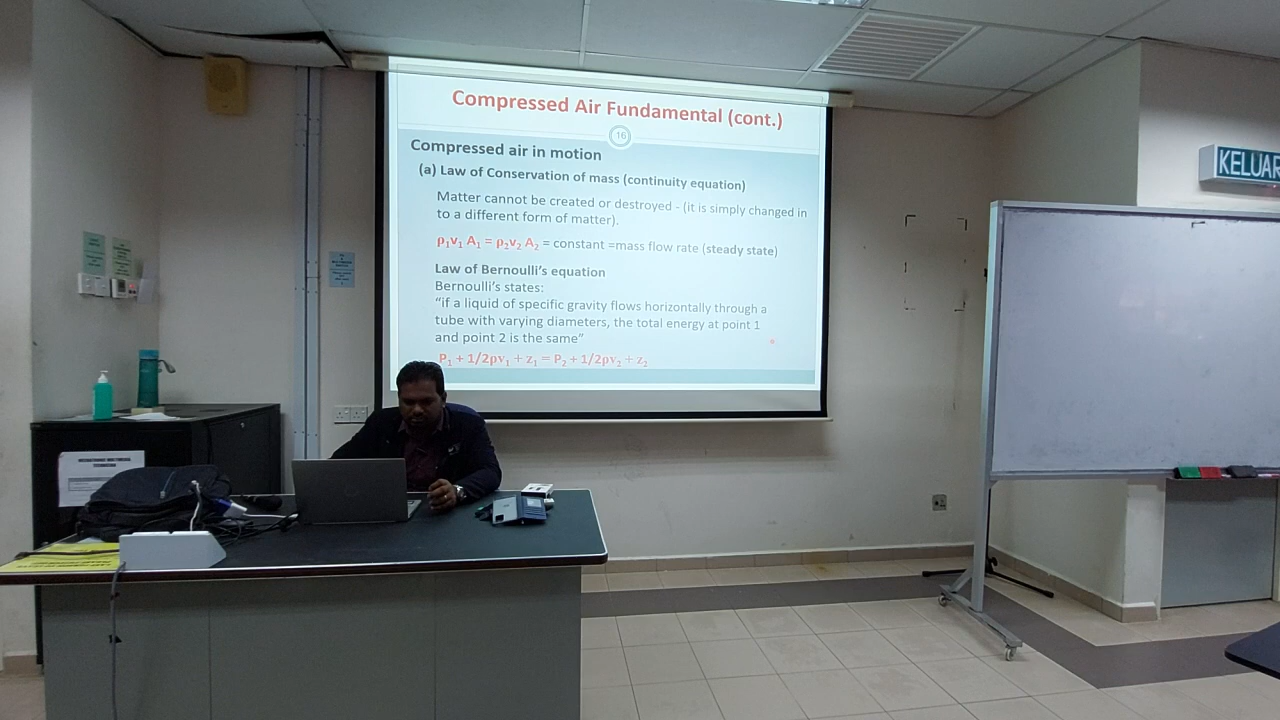 Compressed Air Fundamental (cont.)
16
Compressed air in motion
(a) Law of Conservation of mass (continuity equation)
Matter cannot be created or destroyed - (it is simply changed in
to a different form of matter).
ρ₁v₁ A₁ = ρ₂v₂ A₂ = constant =mass flow rate (steady state)
Law of Bernoulli's equation
Bernoulli's states:
“if a liquid of specific gravity flows horizontally through a
tube with varying diameters, the total energy at point 1
and point 2 is the same”
P₁ + 1/2ρv₁ + z₁ = P₂ + 1/2ρv₂ + z₂
KELUAR